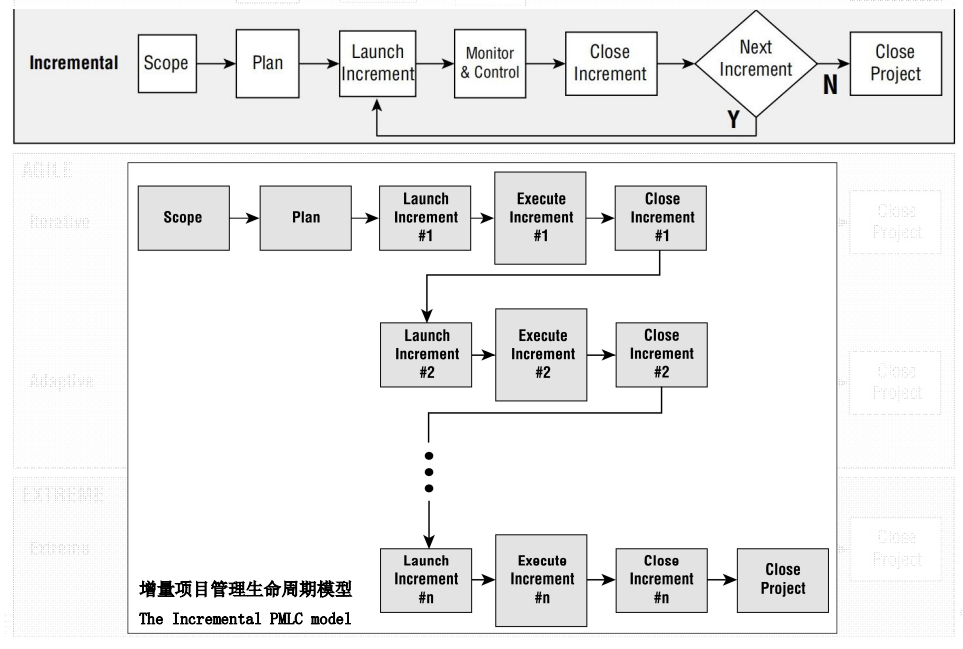 Incremental
Scope
Plan
Launch
Increment
Monitor
& Control
Close
Increment
Next
Increment
Y
N
Close
Project
AGILE
Iterative
Close
Project
Adaptive
Close
Project
EXTREME
Extreme
Close
Project
Scope
Plan
Launch
Increment
#1
Execute
Increment
#1
Close
Increment
#1
Launch
Increment
#2
Execute
Increment
#2
Close
Increment
#2
Launch
Increment
#n
Execute
Increment
#n
Close
Increment
#n
Close
Project
增量项目管理生命周期模型
The Incremental PMLC model